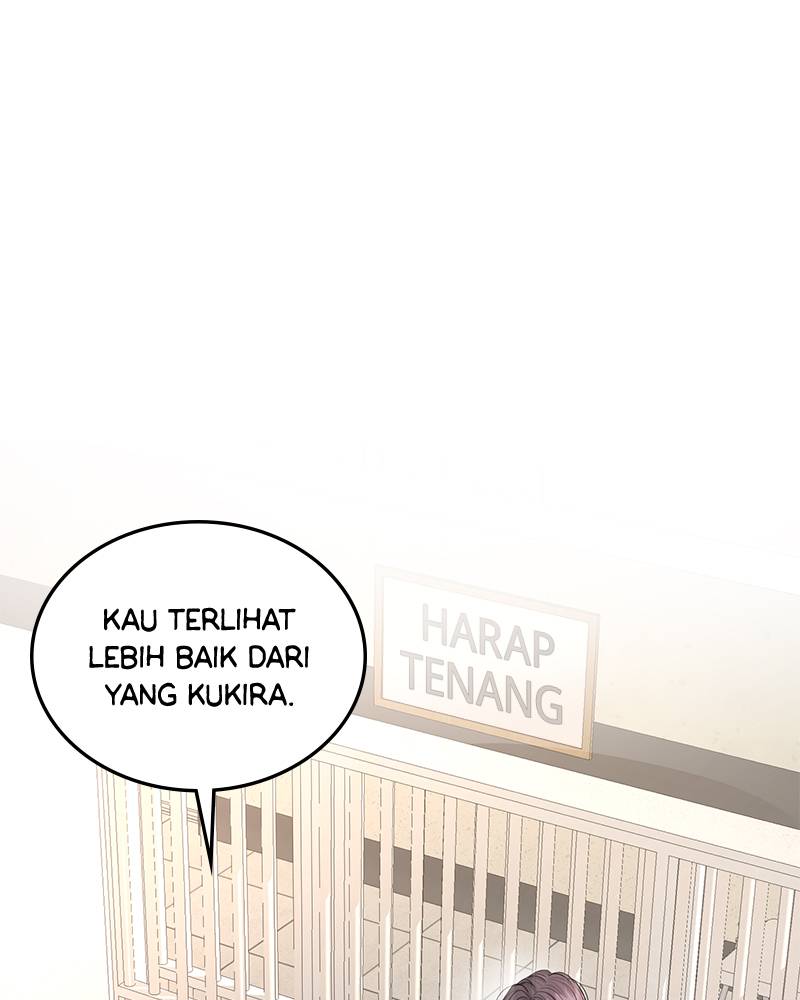 HARAP
TENANG
KAU TERLIHAT
LEBIH BAIK DARI
YANG KUKIRA.